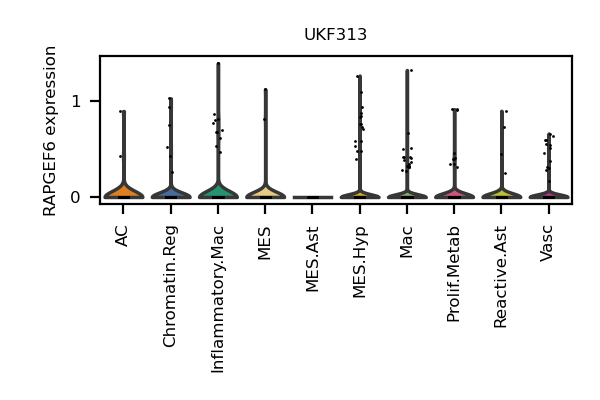 UKF313
RAPGEF6 expression
1
0
AC
Chromatin.Reg
Inflammatory.Mac
MES
MES.Ast
MES.Hyp
Mac
Prolif.Metab
Reactive.Ast
Vasc